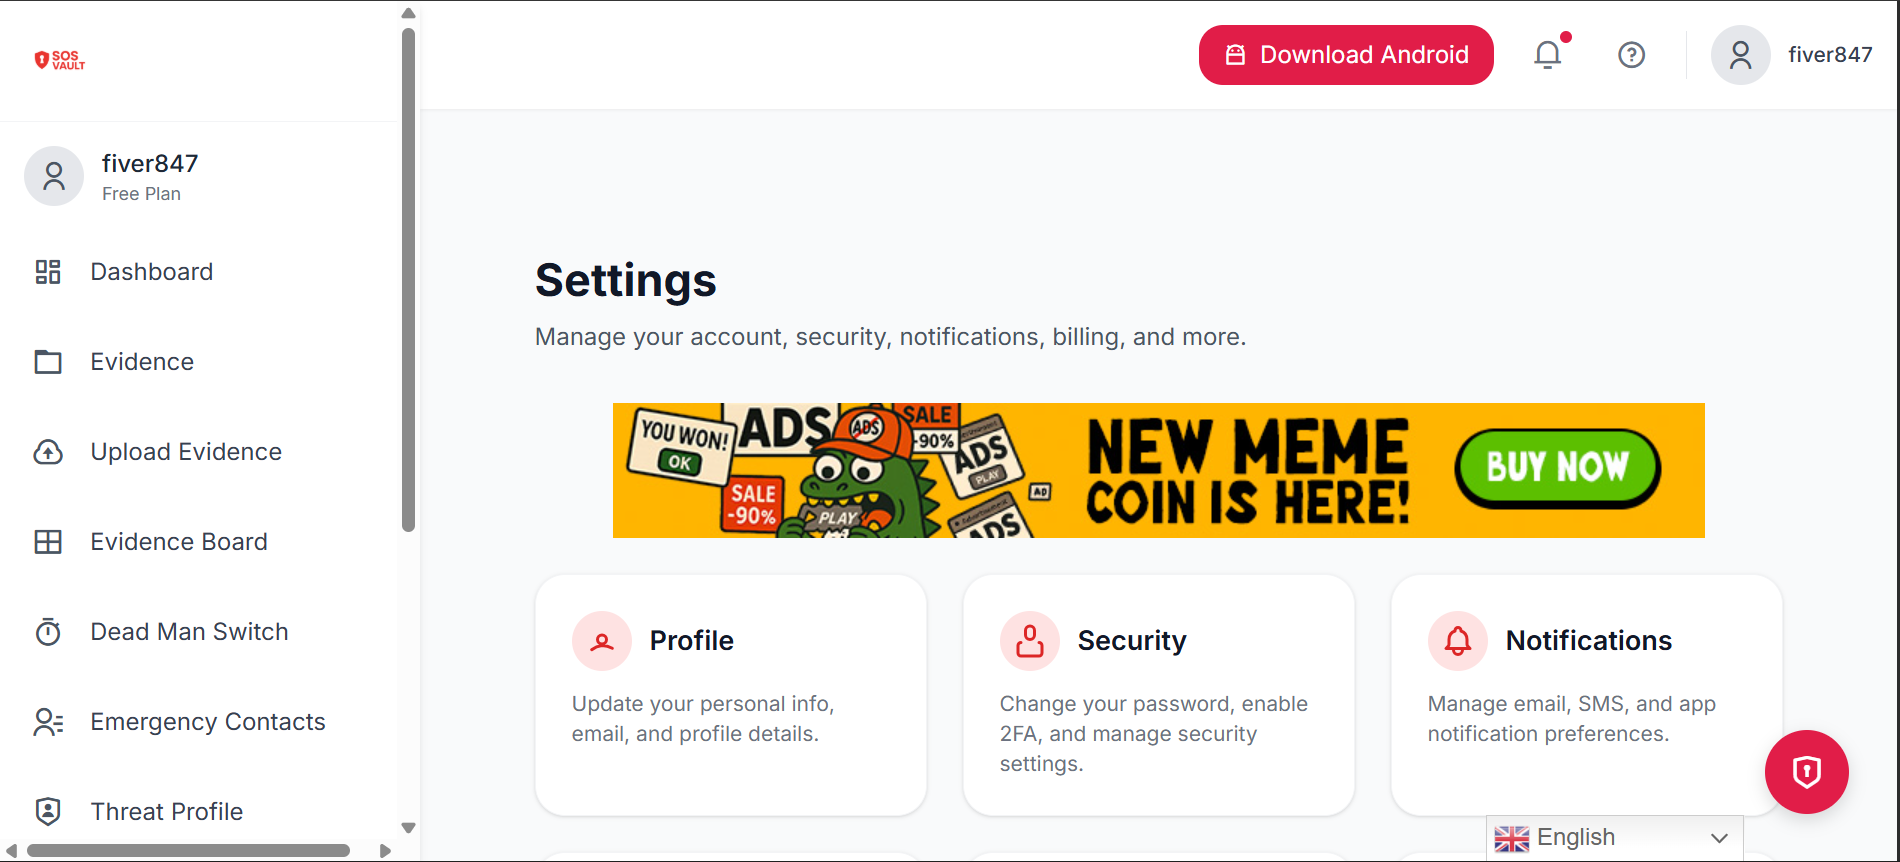 SOS
VAULT
Download Android
fiver847
fiver847
Free Plan
Dashboard
Evidence
Upload Evidence
Evidence Board
Dead Man Switch
Emergency Contacts
Threat Profile
Settings
Manage your account, security, notifications, billing, and more.
YOU WON!
OK
ADS
SALE
-90%
PLAY
ADS
SALE
-90%
ADS
PLAY
AD
ADS
NEW MEME
COIN IS HERE!
BUY NOW
Profile
Update your personal info,
email, and profile details.
Security
Change your password, enable
2FA, and manage security
settings.
Notifications
Manage email, SMS, and app
notification preferences.
English